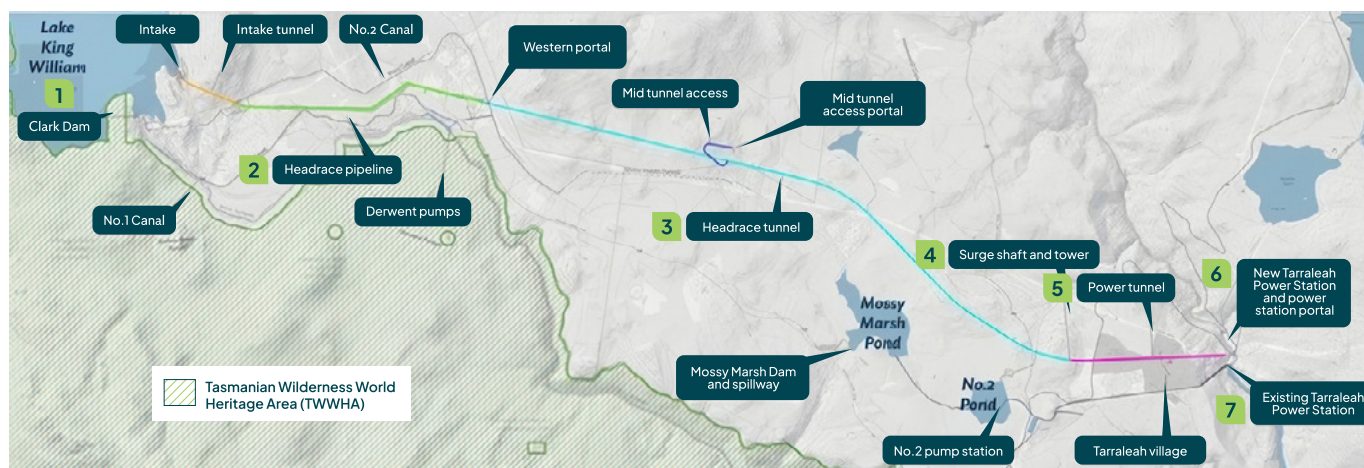 Lake
King
William
1
Clark Dam
Intake
Intake tunnel
No.2 Canal
Western portal
Mid tunnel access
Mid tunnel
access portal
2
Headrace pipeline
No.1 Canal
Derwent pumps
3
Headrace tunnel
4
Surge shaft and tower
5
Power tunnel
6
New Tarraleah
Power Station
and power
station portal
Mossy
Marsh
Pond
Mossy Marsh Dam
and spillway
No.2
Pond
No.2 pump station
Tarraleah village
7
Existing Tarraleah
Power Station
Tasmanian Wilderness World
Heritage Area (TWWHA)